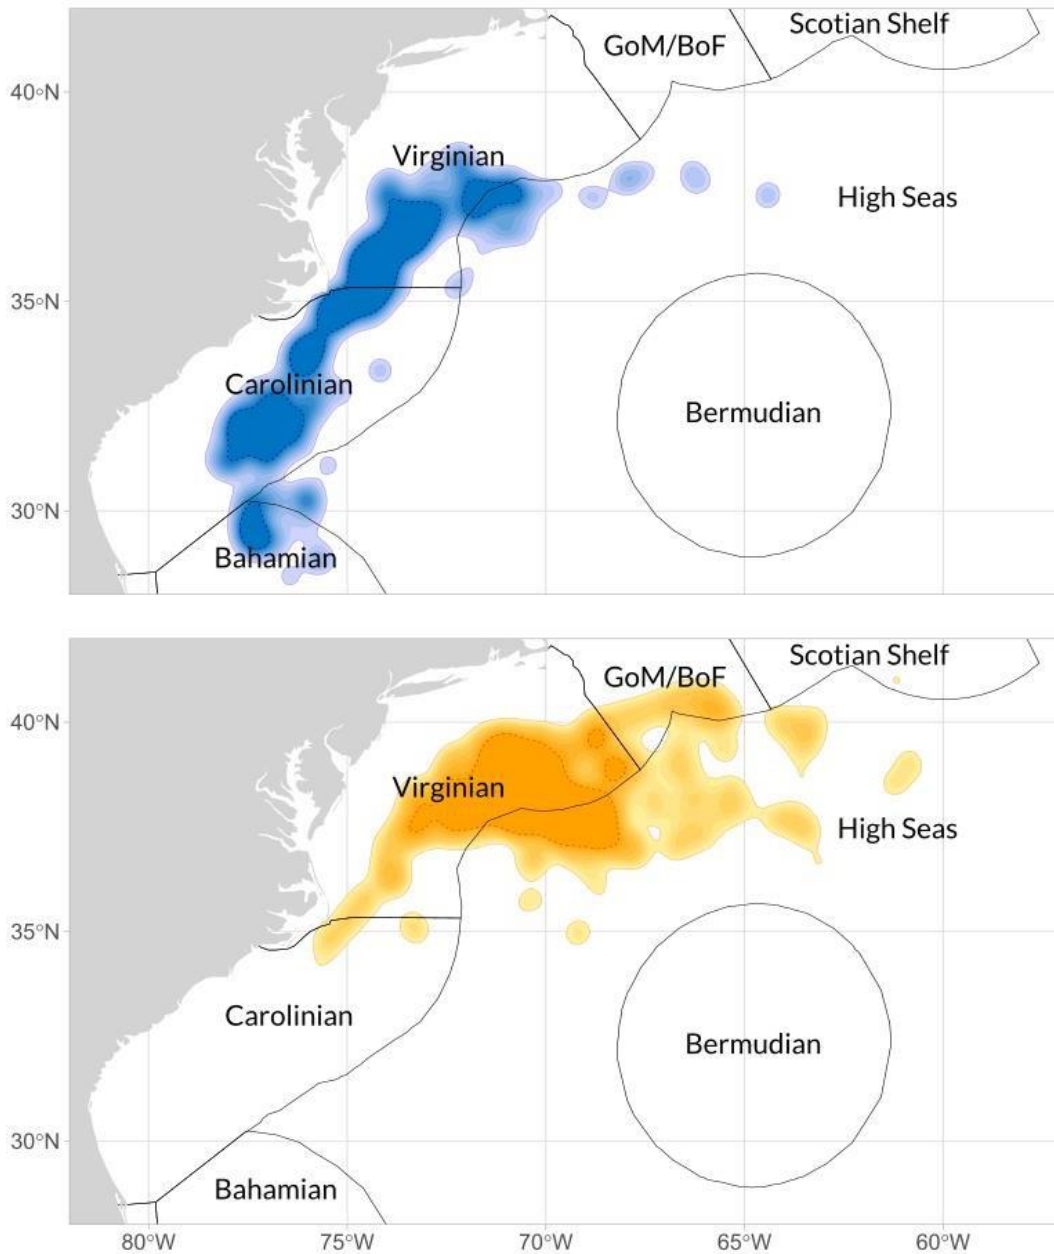 Scotian Shelf
GoM/BoF
40°N
Virginian
High Seas
35°N
Carolinian
Bermudian
30°N
Bahamian
Scotian Shelf
GoM/BoF
40°N
Virginian
High Seas
35°N
Carolinian
Bermudian
30°N
Bahamian
80°W 75°W 70°W 65°W 60°W